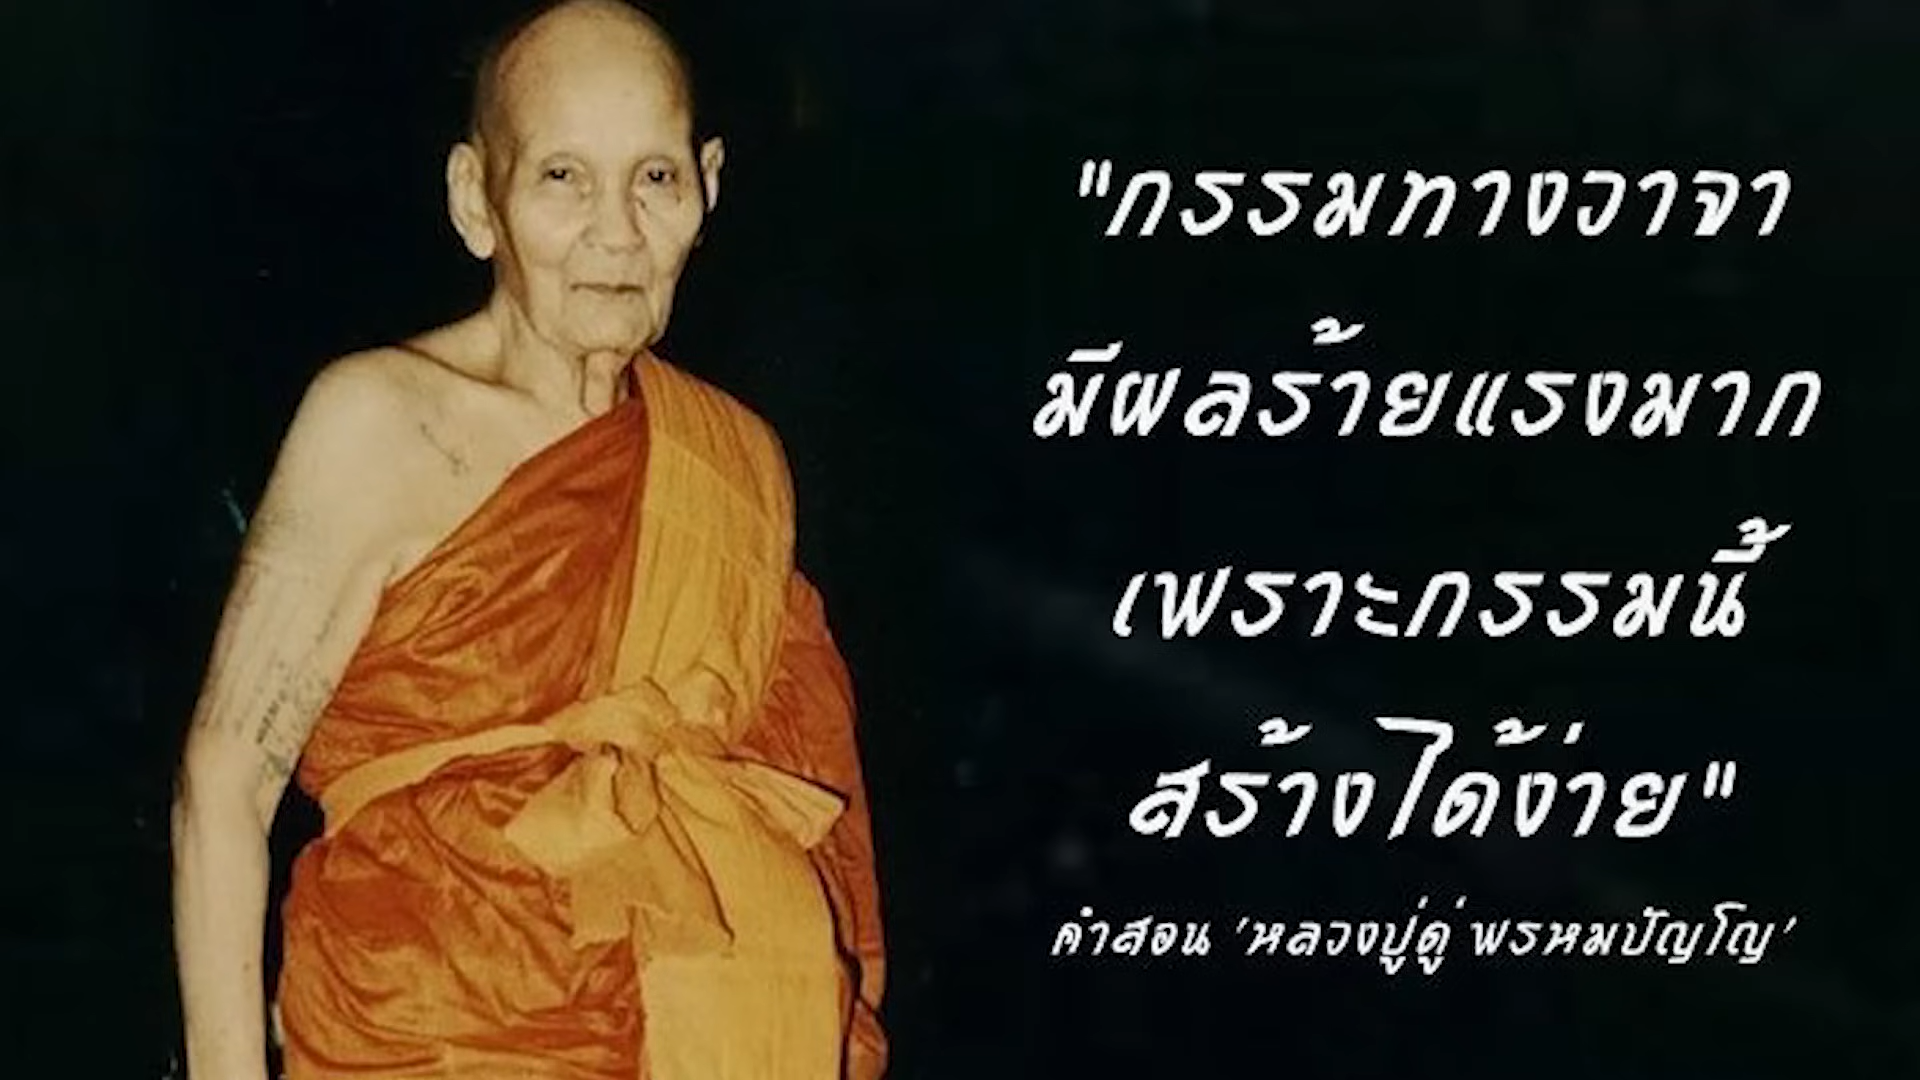 "กรรมทางวาจา
มีผลร้ายแรงมาก
เพราะกรรมนี้
สร้างได้ง่าย"
คำสอน 'หลวงปู่ดู่ พรหมปัญโญ'